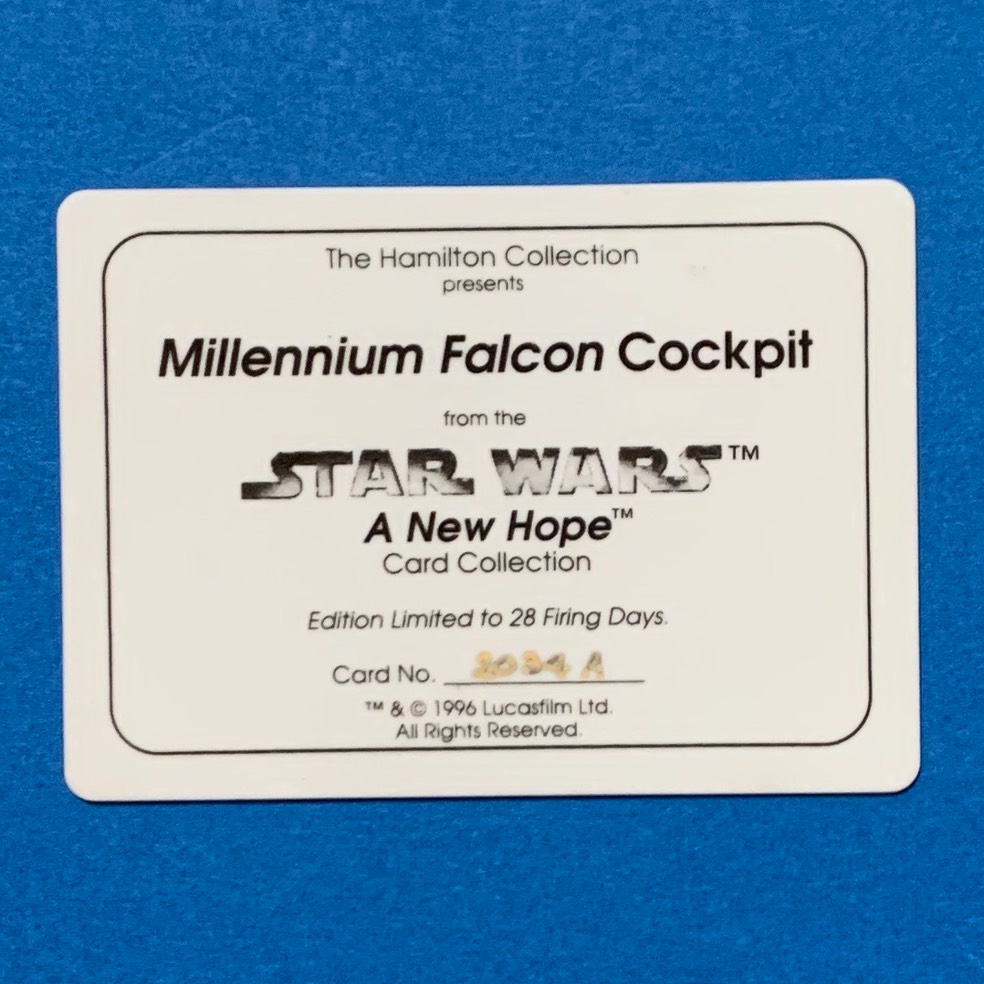 The Hamilton Collection
presents
Millennium Falcon Cockpit
from the
STAR WARS™
A New Hope™
Card Collection
Edition Limited to 28 Firing Days.
Card No.
™ & © 1996 Lucasfilm Ltd.
All Rights Reserved.